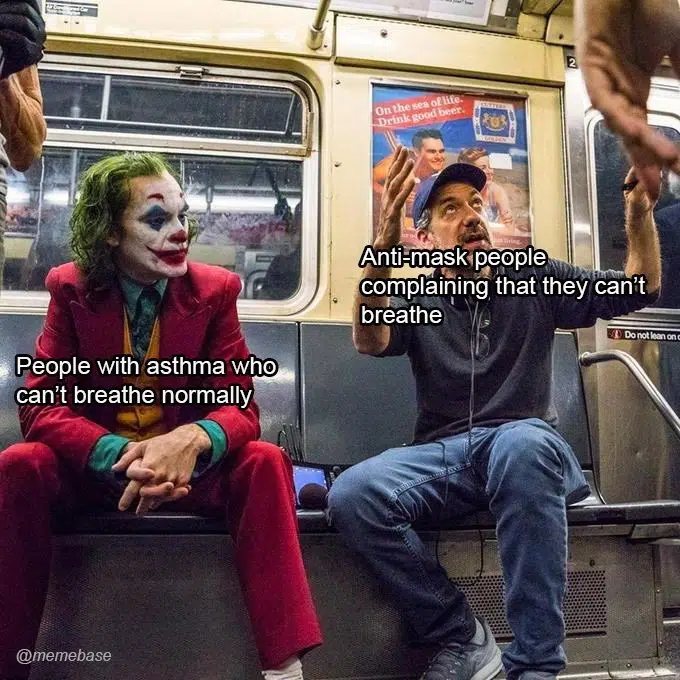 On the sea of life.
Drink good beer.
Anti-mask people
complaining that they can't
breathe
Do not lean on
People with asthma who
can't breathe normally
@memebase